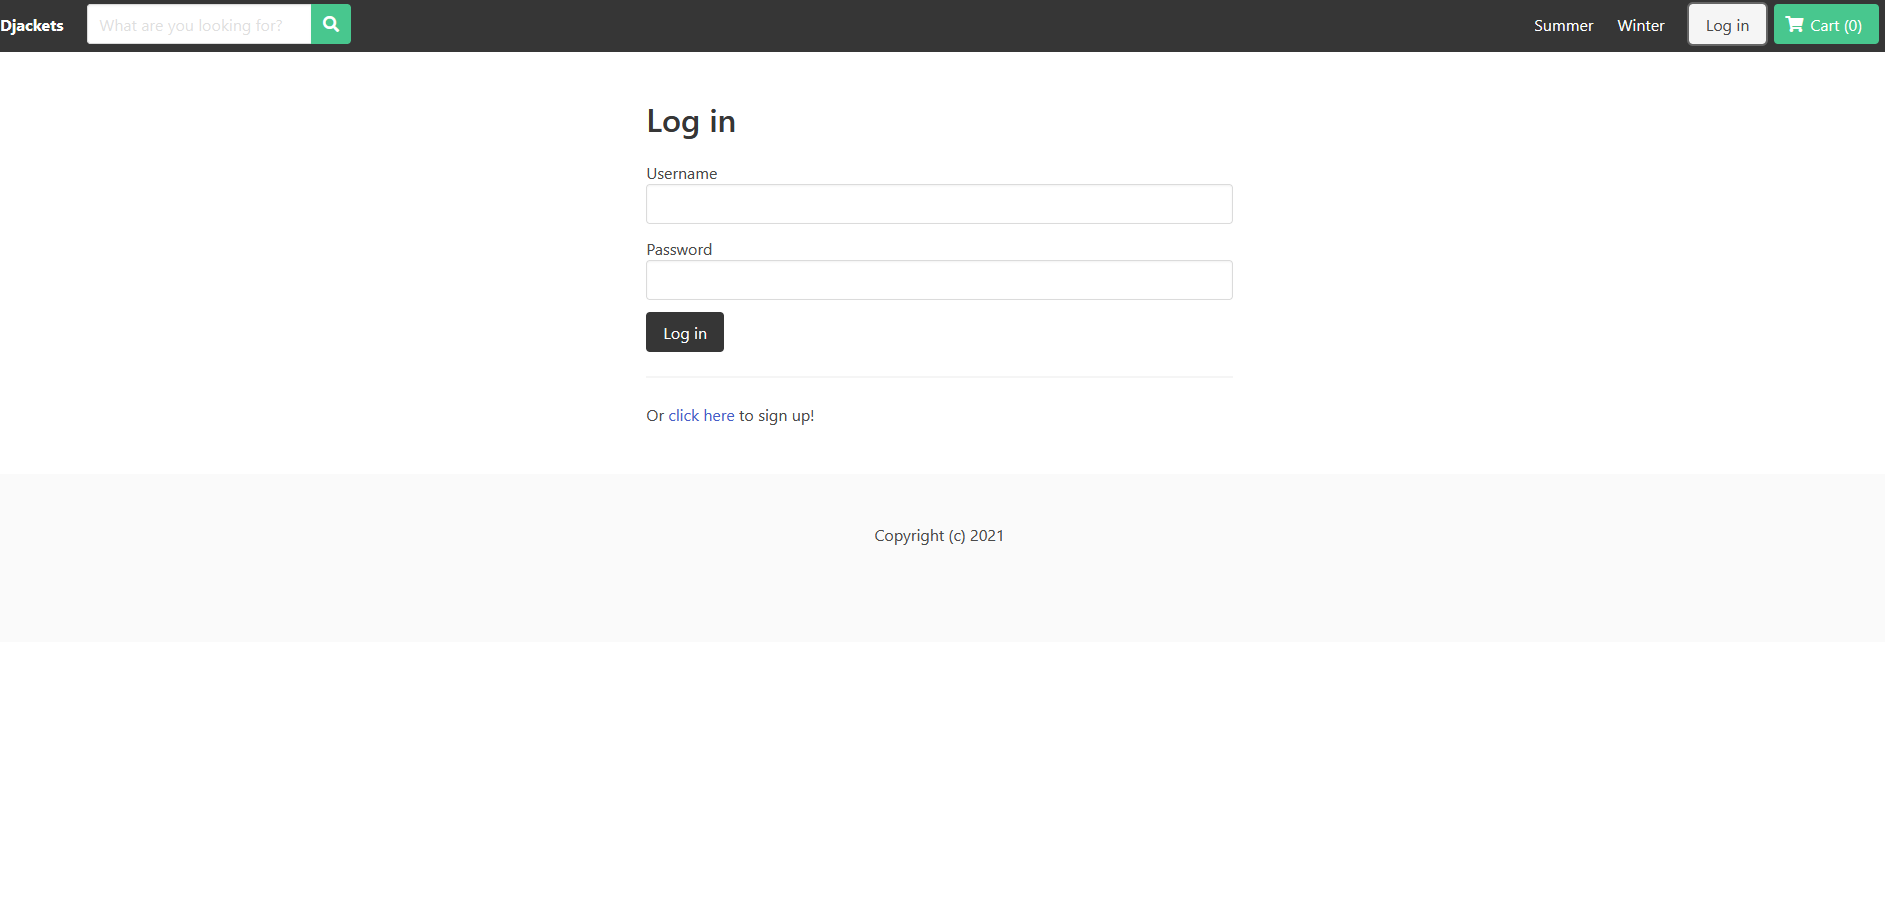 Djackets What are you looking for? Summer Winter Log in Cart (0)
Log in
Username
Password
Log in
Or click here to sign up!
Copyright (c) 2021